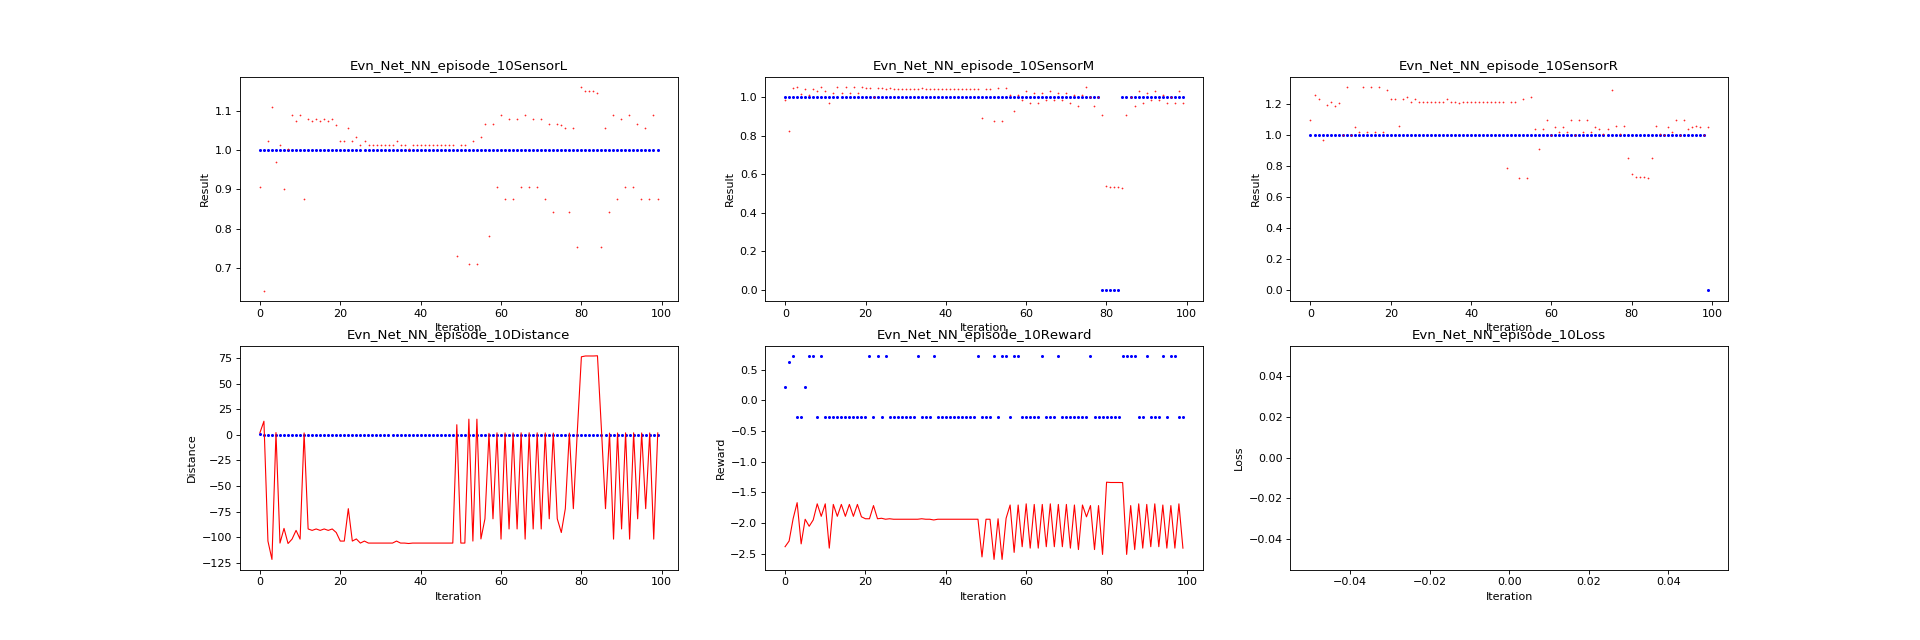 Evn_Net_NN_episode_10SensorL
Result
1.1
1.0
0.9
0.8
0.7
0 20 40 60 80 100
Iteration
Evn_Net_NN_episode_10SensorM
Result
1.0
0.8
0.6
0.4
0.2
0.0
0 20 40 60 80 100
Iteration
Evn_Net_NN_episode_10SensorR
Result
1.2
1.0
0.8
0.6
0.4
0.2
0.0
0 20 40 60 80 100
Iteration
Evn_Net_NN_episode_10Distance
Distance
75
50
25
0
−25
−50
−75
−100
−125
0 20 40 60 80 100
Iteration
Evn_Net_NN_episode_10Reward
Reward
0.5
0.0
−0.5
−1.0
−1.5
−2.0
−2.5
0 20 40 60 80 100
Iteration
Evn_Net_NN_episode_10Loss
Loss
0.04
0.02
0.00
−0.02
−0.04
−0.04 −0.02 0.00 0.02 0.04
Iteration